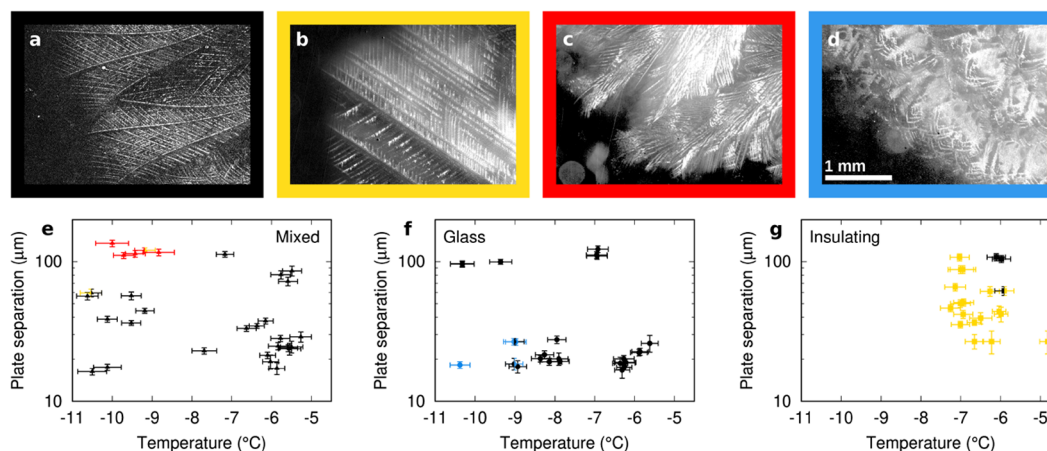 a
b
c
d
1 mm
e
Mixed
Plate separation (μm)
100
10
-11 -10 -9 -8 -7 -6 -5
Temperature (°C)
f
Glass
Plate separation (μm)
100
10
-11 -10 -9 -8 -7 -6 -5
Temperature (°C)
g
Insulating
Plate separation (μm)
100
10
-11 -10 -9 -8 -7 -6 -5
Temperature (°C)